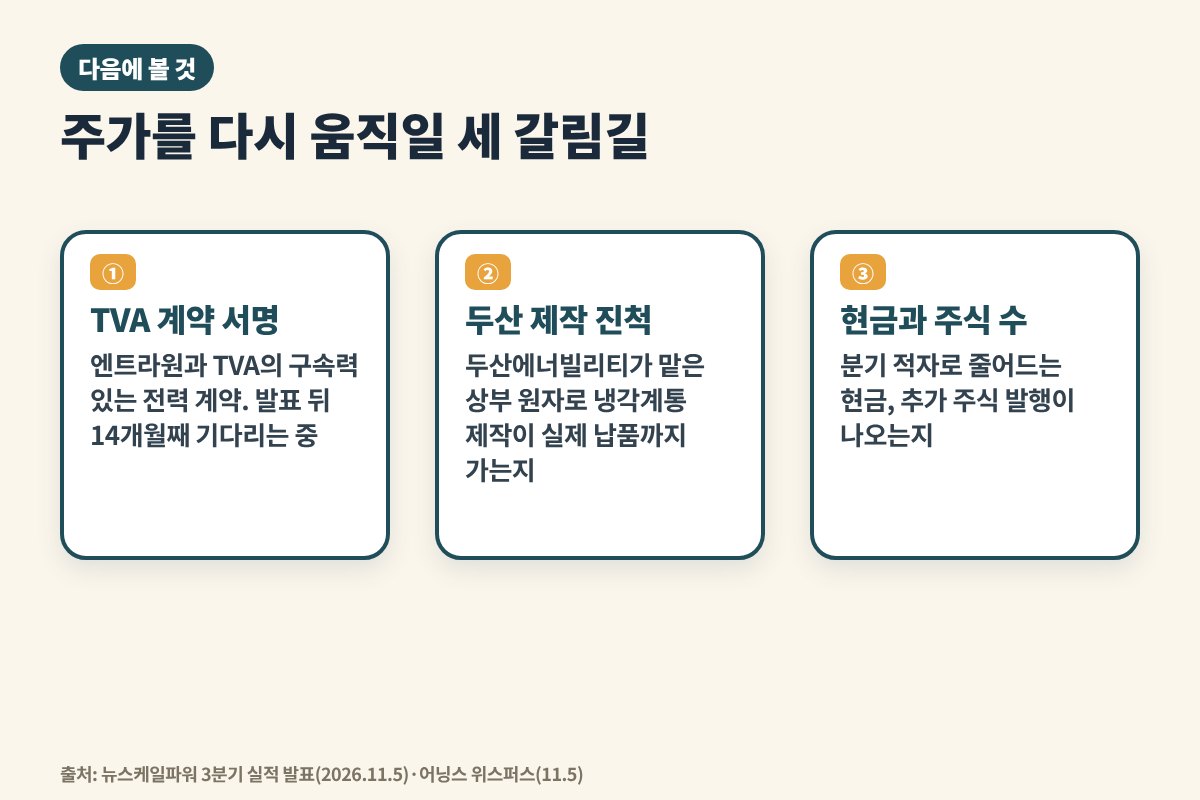 다음에 볼 것
주가를 다시 움직일 세 갈림길
①
TVA 계약 서명
엔트라원과 TVA의 구속력
있는 전력 계약. 발표 뒤
14개월째 기다리는 중
②
두산 제작 진척
두산에너빌리티가 맡은
상부 원자로 냉각계통
제작이 실제 납품까지
가는지
③
현금과 주식 수
분기 적자로 줄어드는
현금, 추가 주식 발행이
나오는지
출처: 뉴스케일파워 3분기 실적 발표(2026.11.5)·어닝스 위스퍼스(11.5)